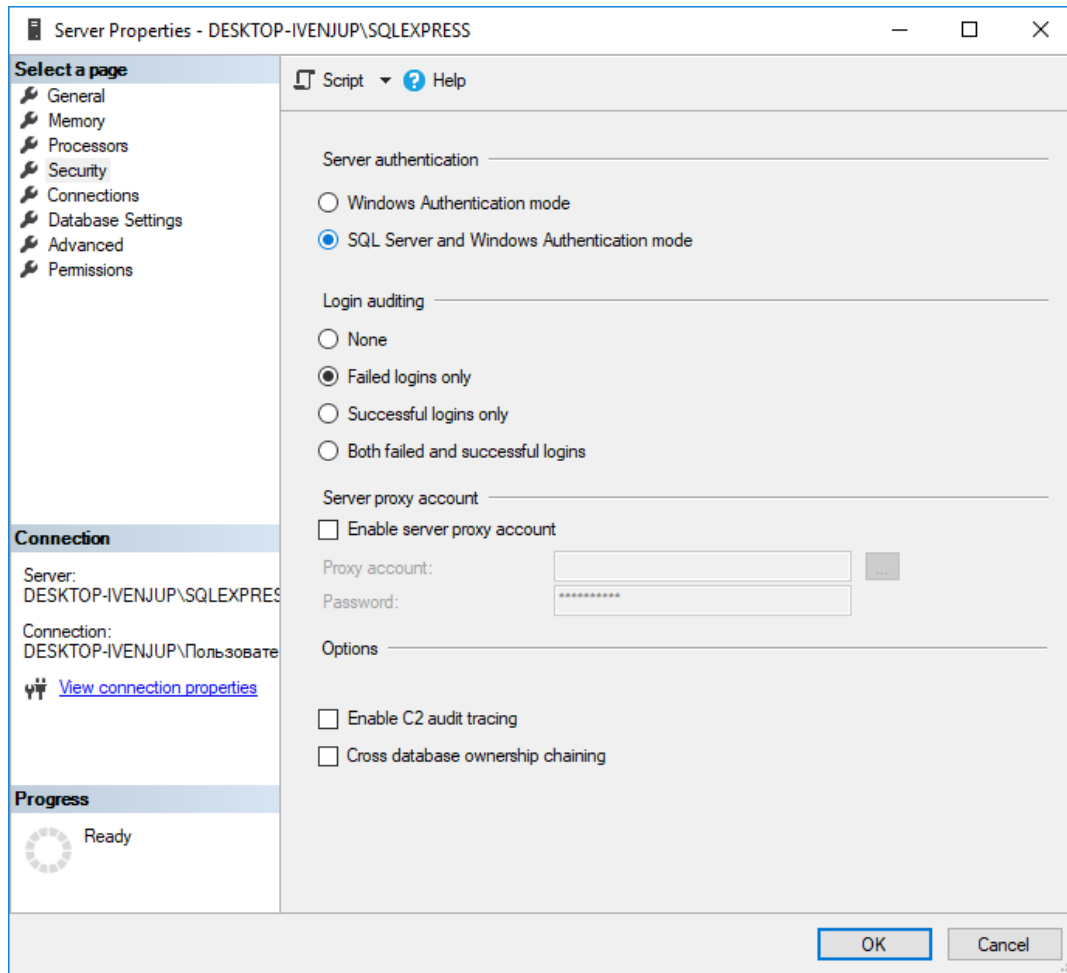 Server Properties - DESKTOP-IVENJUP\SQLEXPRESS
Select a page
General
Memory
Processors
Security
Connections
Database Settings
Advanced
Permissions
Connection
Server:
DESKTOP-IVENJUP\SQLEXPRES
Connection:
DESKTOP-IVENJUP\Пользовате
View connection properties
Progress
Ready
Script
Help
Server authentication
Windows Authentication mode
SQL Server and Windows Authentication mode
Login auditing
None
Failed logins only
Successful logins only
Both failed and successful logins
Server proxy account
Enable server proxy account
Proxy account:
...
Password:
**********
Options
Enable C2 audit tracing
Cross database ownership chaining
OK
Cancel